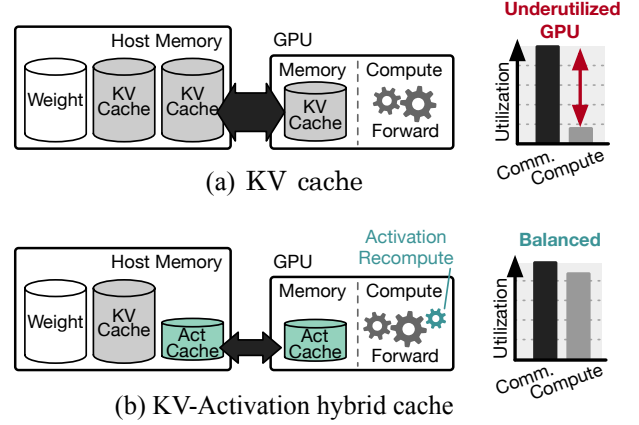 Host Memory
Weight
KV
Cache
KV
Cache
GPU
Memory
KV
Cache
Compute
Forward
Underutilized
GPU
Utilization
Comm.
Compute
(a) KV cache
Host Memory
Weight
KV
Cache
Act
Cache
GPU
Memory
Act
Cache
Activation
Recompute
Compute
Forward
Balanced
Utilization
Comm.
Compute
(b) KV-Activation hybrid cache